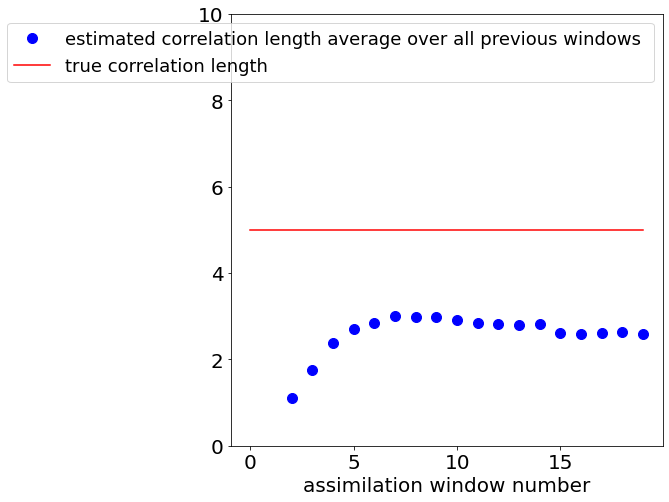 10
estimated correlation length average over all previous windows
true correlation length
8
6
4
2
0
0 5 10 15
assimilation window number